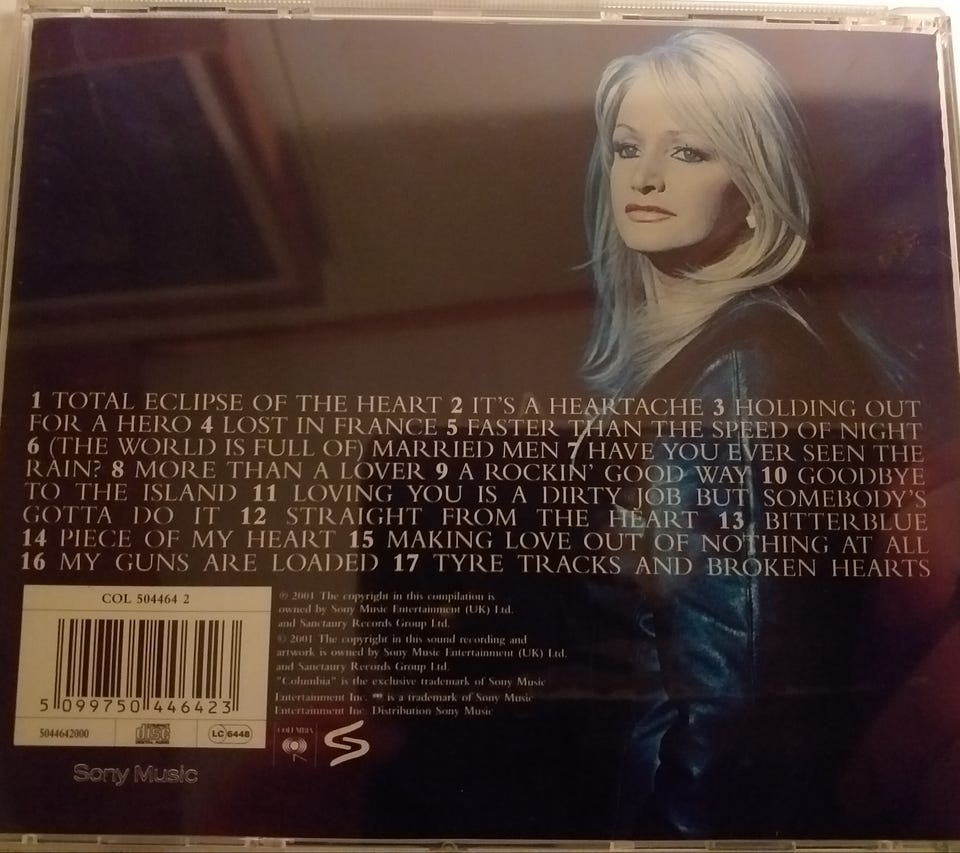 1 TOTAL ECLIPSE OF THE HEART 2 IT'S A HEARTACHE 3 HOLDING OUT
FOR A HERO 4 LOST IN FRANCE 5 FASTER THAN THE SPEED OF NIGHT
6 (THE WORLD IS FULL OF) MARRIED MEN 7 HAVE YOU EVER SEEN THE
RAIN? 8 MORE THAN A LOVER 9 A ROCKIN' GOOD WAY 10 GOODBYE
TO THE ISLAND 11 LOVING YOU IS A DIRTY JOB BUT SOMEBODY'S
GOTTA DO IT 12 STRAIGHT FROM THE HEART 13 BITTERBLUE
14 PIECE OF MY HEART 15 MAKING LOVE OUT OF NOTHING AT ALL
16 MY GUNS ARE LOADED 17 TYRE TRACKS AND BROKEN HEARTS
COL 504464 2
5 099750 446423
5044642000
COMPACT
disc
DIGITAL AUDIO
LC 6448
Sony Music
℗ 2001 The copyright in this compilation is
owned by Sony Music Entertainment (UK) Ltd.
and Sanctaury Records Group Ltd.
© 2001 The copyright in this sound recording and
artwork is owned by Sony Music Entertainment (UK) Ltd.
and Sanctaury Records Group Ltd.
"Columbia" is the exclusive trademark of Sony Music
Entertainment Inc. is a trademark of Sony Music
Entertainment Inc. Distribution Sony Music
COLUMBIA